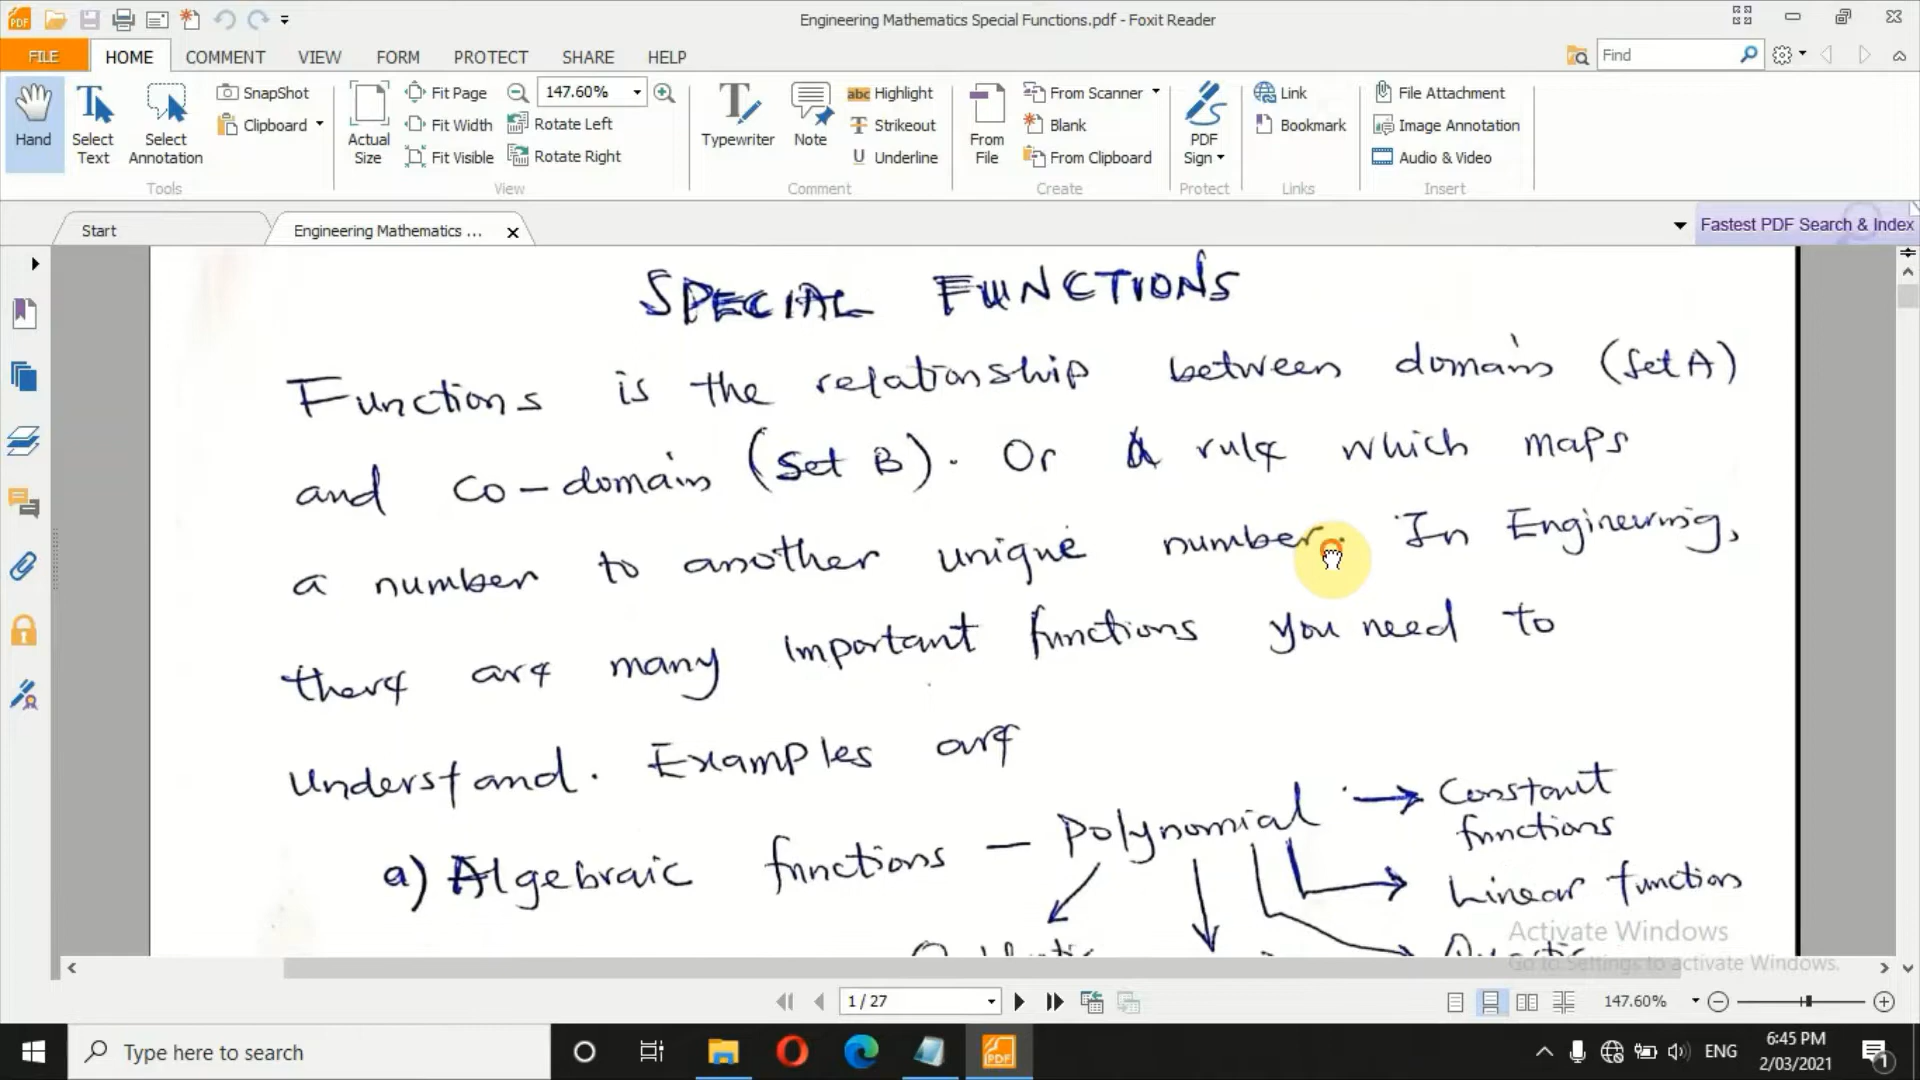 Engineering Mathematics Special Functions.pdf - Foxit Reader
FILE HOME COMMENT VIEW FORM PROTECT SHARE HELP
Find
Hand
Select Text
Select Annotation
SnapShot
Clipboard
Tools
Actual Size
Fit Page
Fit Width
Fit Visible
147.60%
Rotate Left
Rotate Right
View
Typewriter
Note
Highlight
Strikeout
Underline
Comment
From File
From Scanner
Blank
From Clipboard
Create
PDF Sign
Protect
Link
Bookmark
Links
File Attachment
Image Annotation
Audio & Video
Insert
Start
Engineering Mathematics ...
Fastest PDF Search & Index
SPECIAL FUNCTIONS
Functions is the relationship between domain (Set A)
and Co-domain (Set B). Or A rule which maps
a number to another unique number. In Engineering,
there are many important functions you need to
Understand. Examples are
a) Algebraic functions — Polynomial → Constant functions
→ Linear function
Activate Windows
Go to Settings to activate Windows.
1 / 27
147.60%
Type here to search
PDF
ENG
6:45 PM
2/03/2021
1